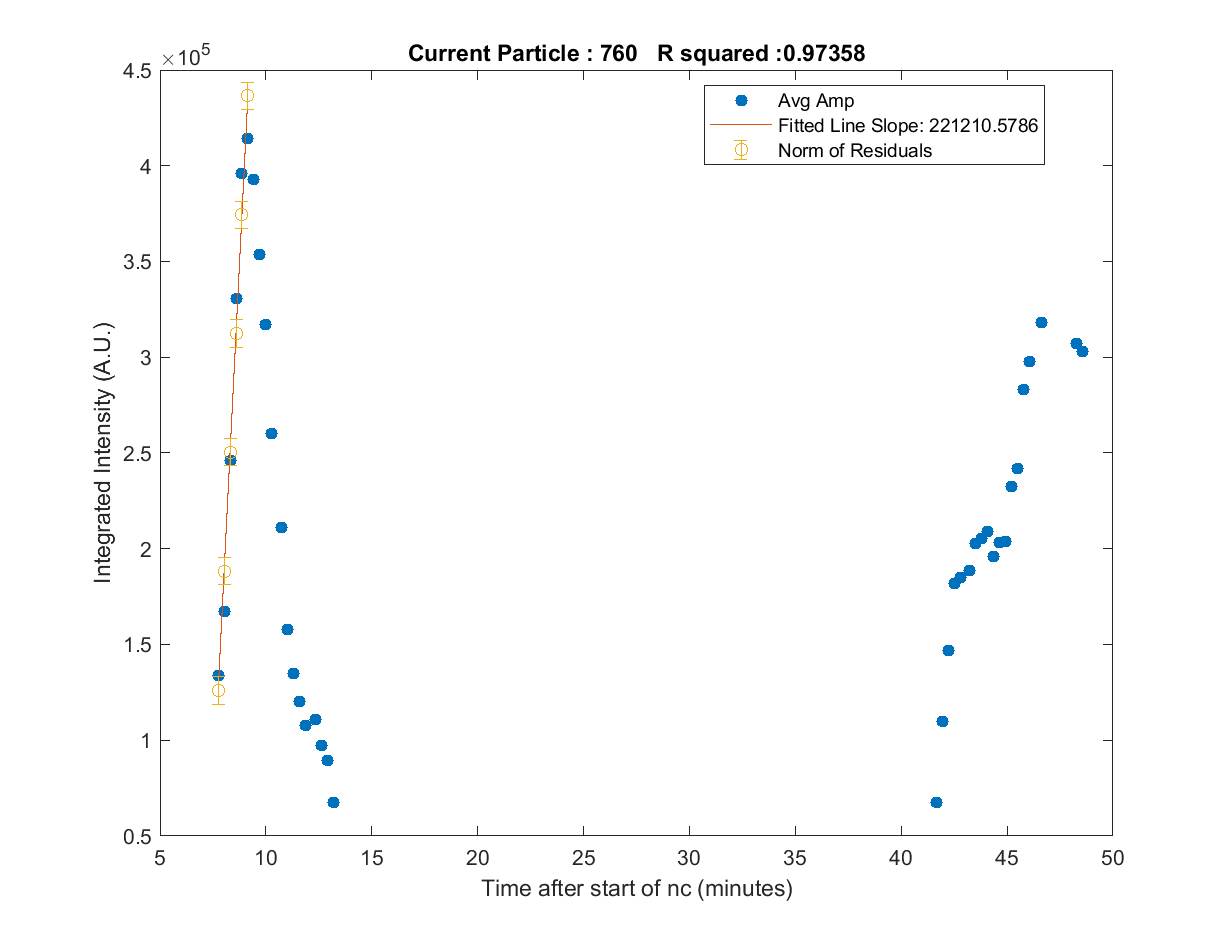 Current Particle : 760   R squared :0.97358
×10^5
4.5
4
3.5
3
2.5
2
1.5
1
0.5
Integrated Intensity (A.U.)
Avg Amp
Fitted Line Slope: 221210.5786
Norm of Residuals
5 10 15 20 25 30 35 40 45 50
Time after start of nc (minutes)